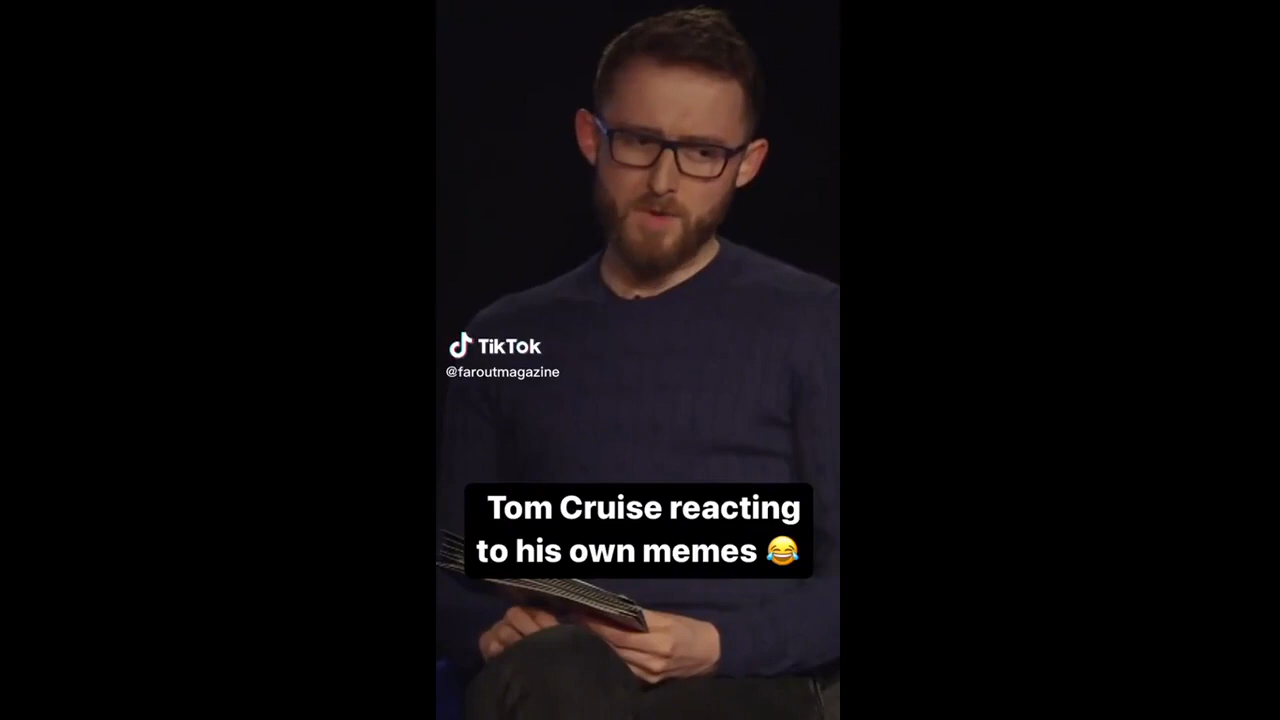 TikTok
@faroutmagazine
Tom Cruise reacting
to his own memes 😂